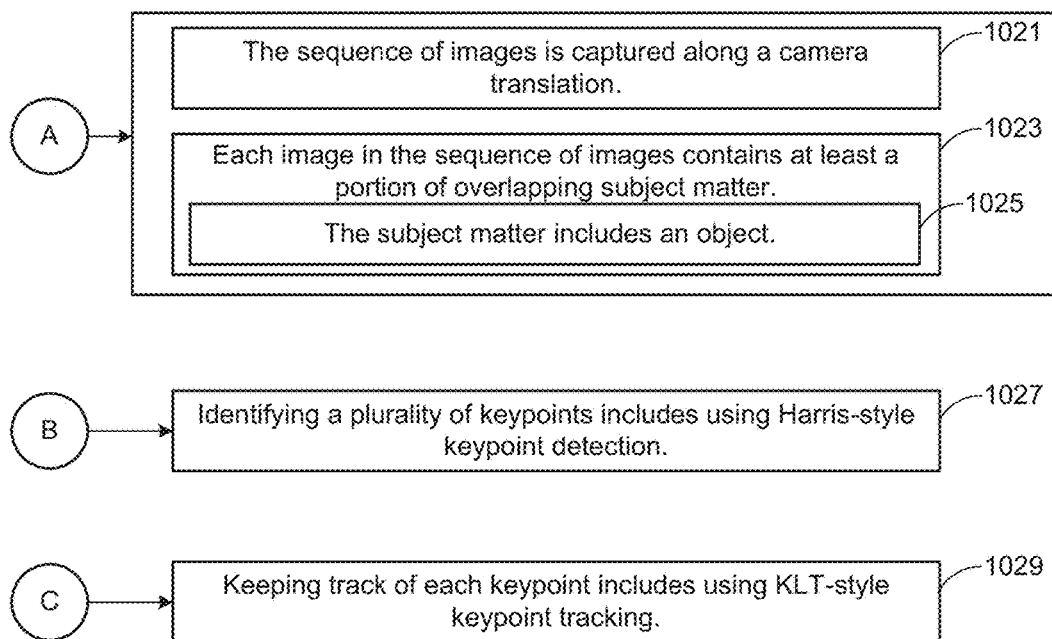 The sequence of images is captured along a camera
translation.
1021
A
Each image in the sequence of images contains at least a
portion of overlapping subject matter.
1023
The subject matter includes an object.
1025
B
Identifying a plurality of keypoints includes using Harris-style
keypoint detection.
1027
C
Keeping track of each keypoint includes using KLT-style
keypoint tracking.
1029